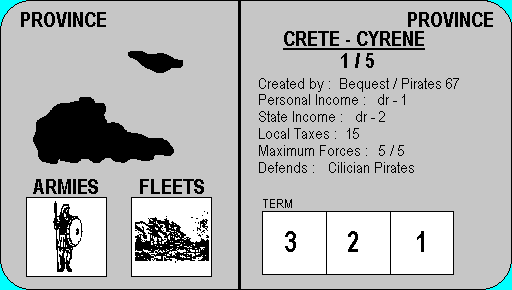 PROVINCE
ARMIES FLEETS
PROVINCE
CRETE - CYRENE
1 / 5
Created by : Bequest / Pirates 67
Personal Income : dr - 1
State Income : dr - 2
Local Taxes : 15
Maximum Forces : 5 / 5
Defends : Cilician Pirates
TERM
3 2 1